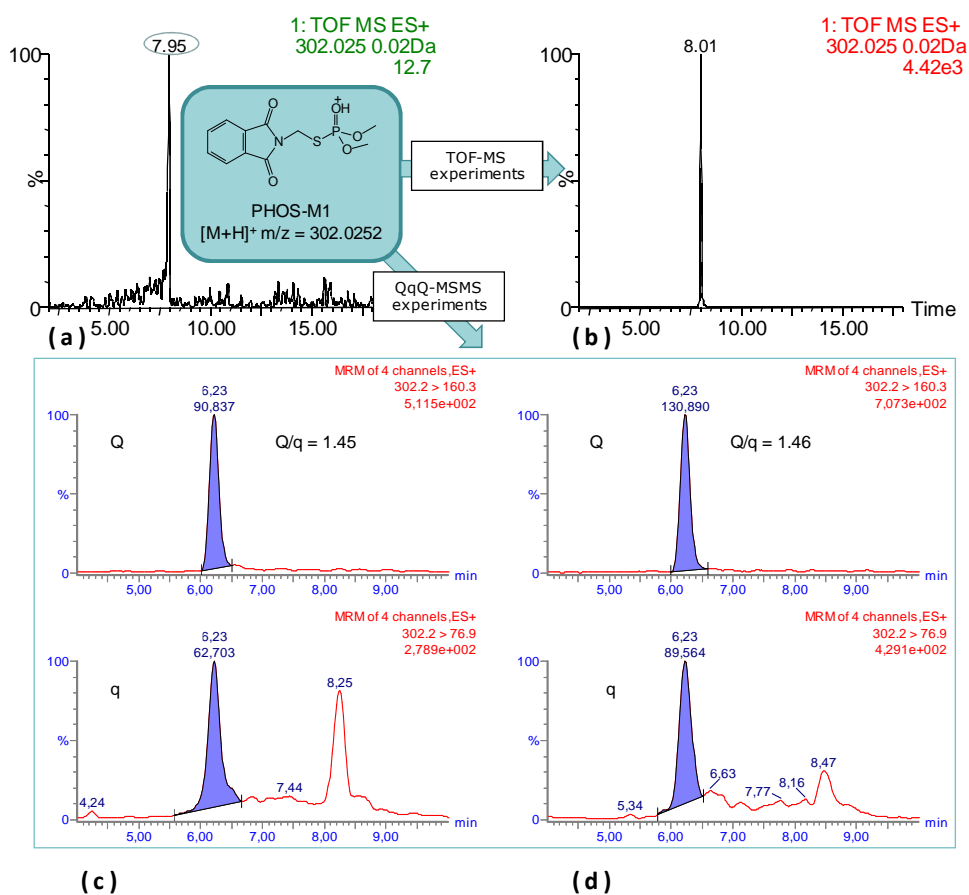 1: TOF MS ES+
302.025 0.02Da
12.7
100
7.95
%
0
5.00
10.00
15.00
(a)
O
N
O
S
+
OH
P
O
O
PHOS-M1
[M+H]+ m/z = 302.0252
TOF-MS
experiments
QqQ-MSMS
experiments
1: TOF MS ES+
302.025 0.02Da
4.42e3
100
8.01
%
0
5.00
10.00
15.00
Time
(b)
MRM of 4 channels,ES+
302.2 > 160.3
5,115e+002
6,23
90,837
100
%
0
Q
Q/q = 1.45
5,00
6,00
7,00
8,00
9,00
min
MRM of 4 channels,ES+
302.2 > 160.3
7,073e+002
6,23
130,890
100
%
0
Q
Q/q = 1.46
5,00
6,00
7,00
8,00
9,00
min
MRM of 4 channels,ES+
302.2 > 76.9
2,789e+002
6,23
62,703
100
%
0
q
4,24
7,44
8,25
5,00
6,00
7,00
8,00
9,00
min
MRM of 4 channels,ES+
302.2 > 76.9
4,291e+002
6,23
89,564
100
%
0
q
5,34
6,63
7,77
8,16
8,47
5,00
6,00
7,00
8,00
9,00
min
(c)
(d)